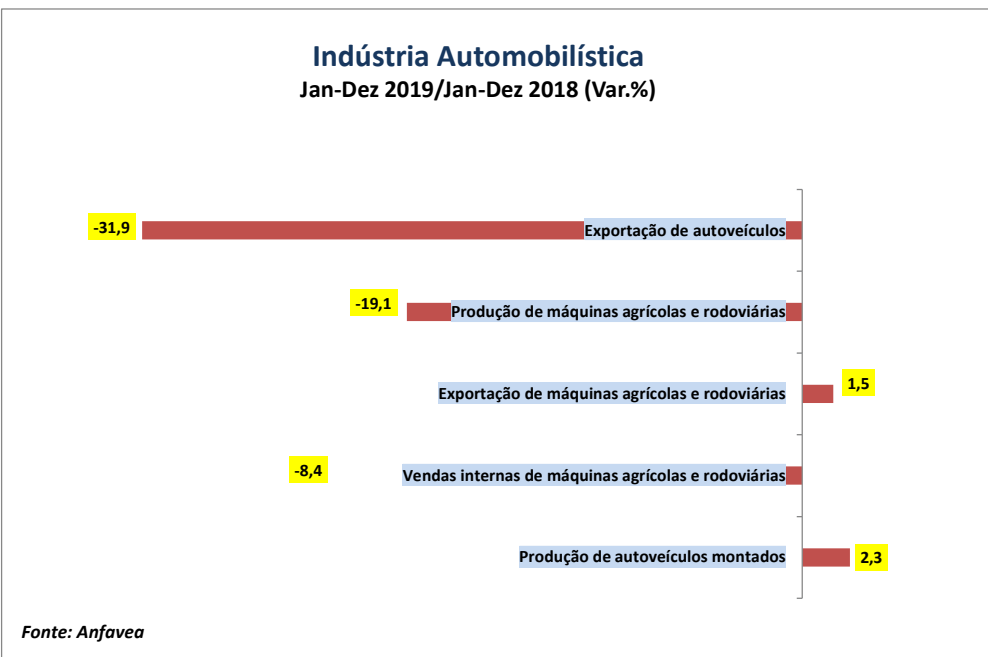 Indústria Automobilística
Jan-Dez 2019/Jan-Dez 2018 (Var.%)
-31,9 Exportação de autoveículos
-19,1 Produção de máquinas agrícolas e rodoviárias
Exportação de máquinas agrícolas e rodoviárias 1,5
-8,4 Vendas internas de máquinas agrícolas e rodoviárias
Produção de autoveículos montados 2,3
Fonte: Anfavea